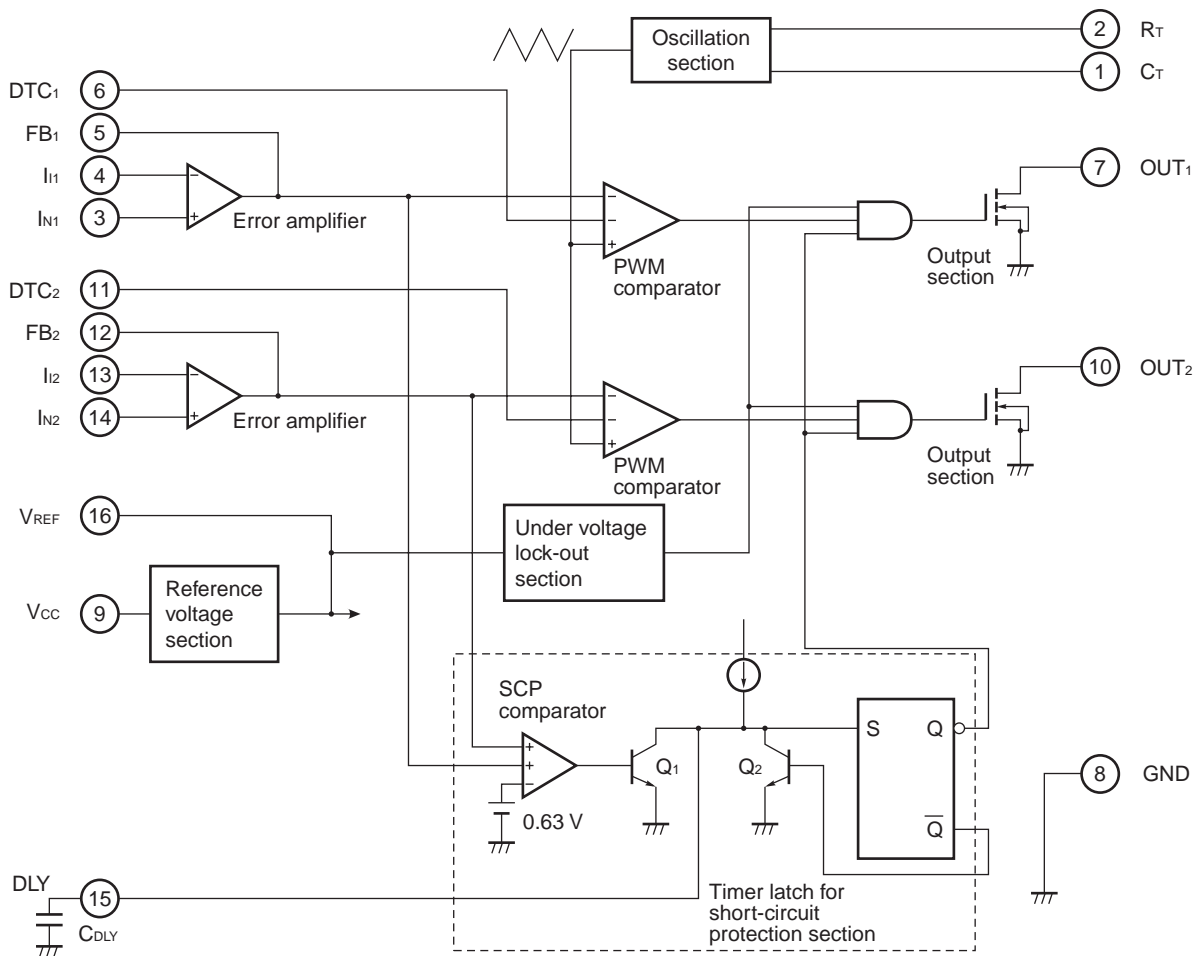 Oscillation
section
2
RT
1
CT
DTC1
6
FB1
5
II1
4
−
IN1
3
+
Error amplifier
−
−
+
PWM
comparator
7
OUT1
Output
section
DTC2
11
FB2
12
II2
13
−
IN2
14
+
Error amplifier
−
−
+
PWM
comparator
10
OUT2
Output
section
VREF
16
Under voltage
lock-out
section
VCC
9
Reference
voltage
section
SCP
comparator
+
+
−
0.63 V
Q1
Q2
S
Q
Q̅
8
GND
DLY
15
CDLY
Timer latch for
short-circuit
protection section